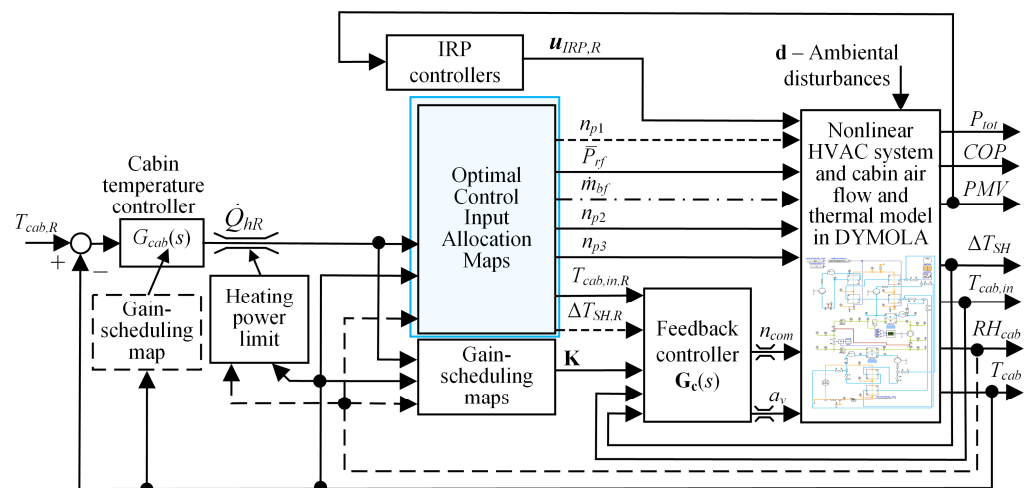 IRP
controllers
u_IRP,R
d – Ambiental
disturbances
Optimal
Control
Input
Allocation
Maps
n_p1
P̅_rf
ṁ_bf
n_p2
n_p3
T_cab,in,R
ΔT_SH,R
Nonlinear
HVAC system
and cabin air
flow and
thermal model
in DYMOLA
P_tot
COP
PMV
ΔT_SH
T_cab,in
RH_cab
T_cab
Cabin
temperature
controller
T_cab,R
+
−
G_cab(s)
Q̇_hR
Gain-
scheduling
map
Heating
power
limit
Gain-
scheduling
maps
K
Feedback
controller
G_c(s)
n_com
a_v